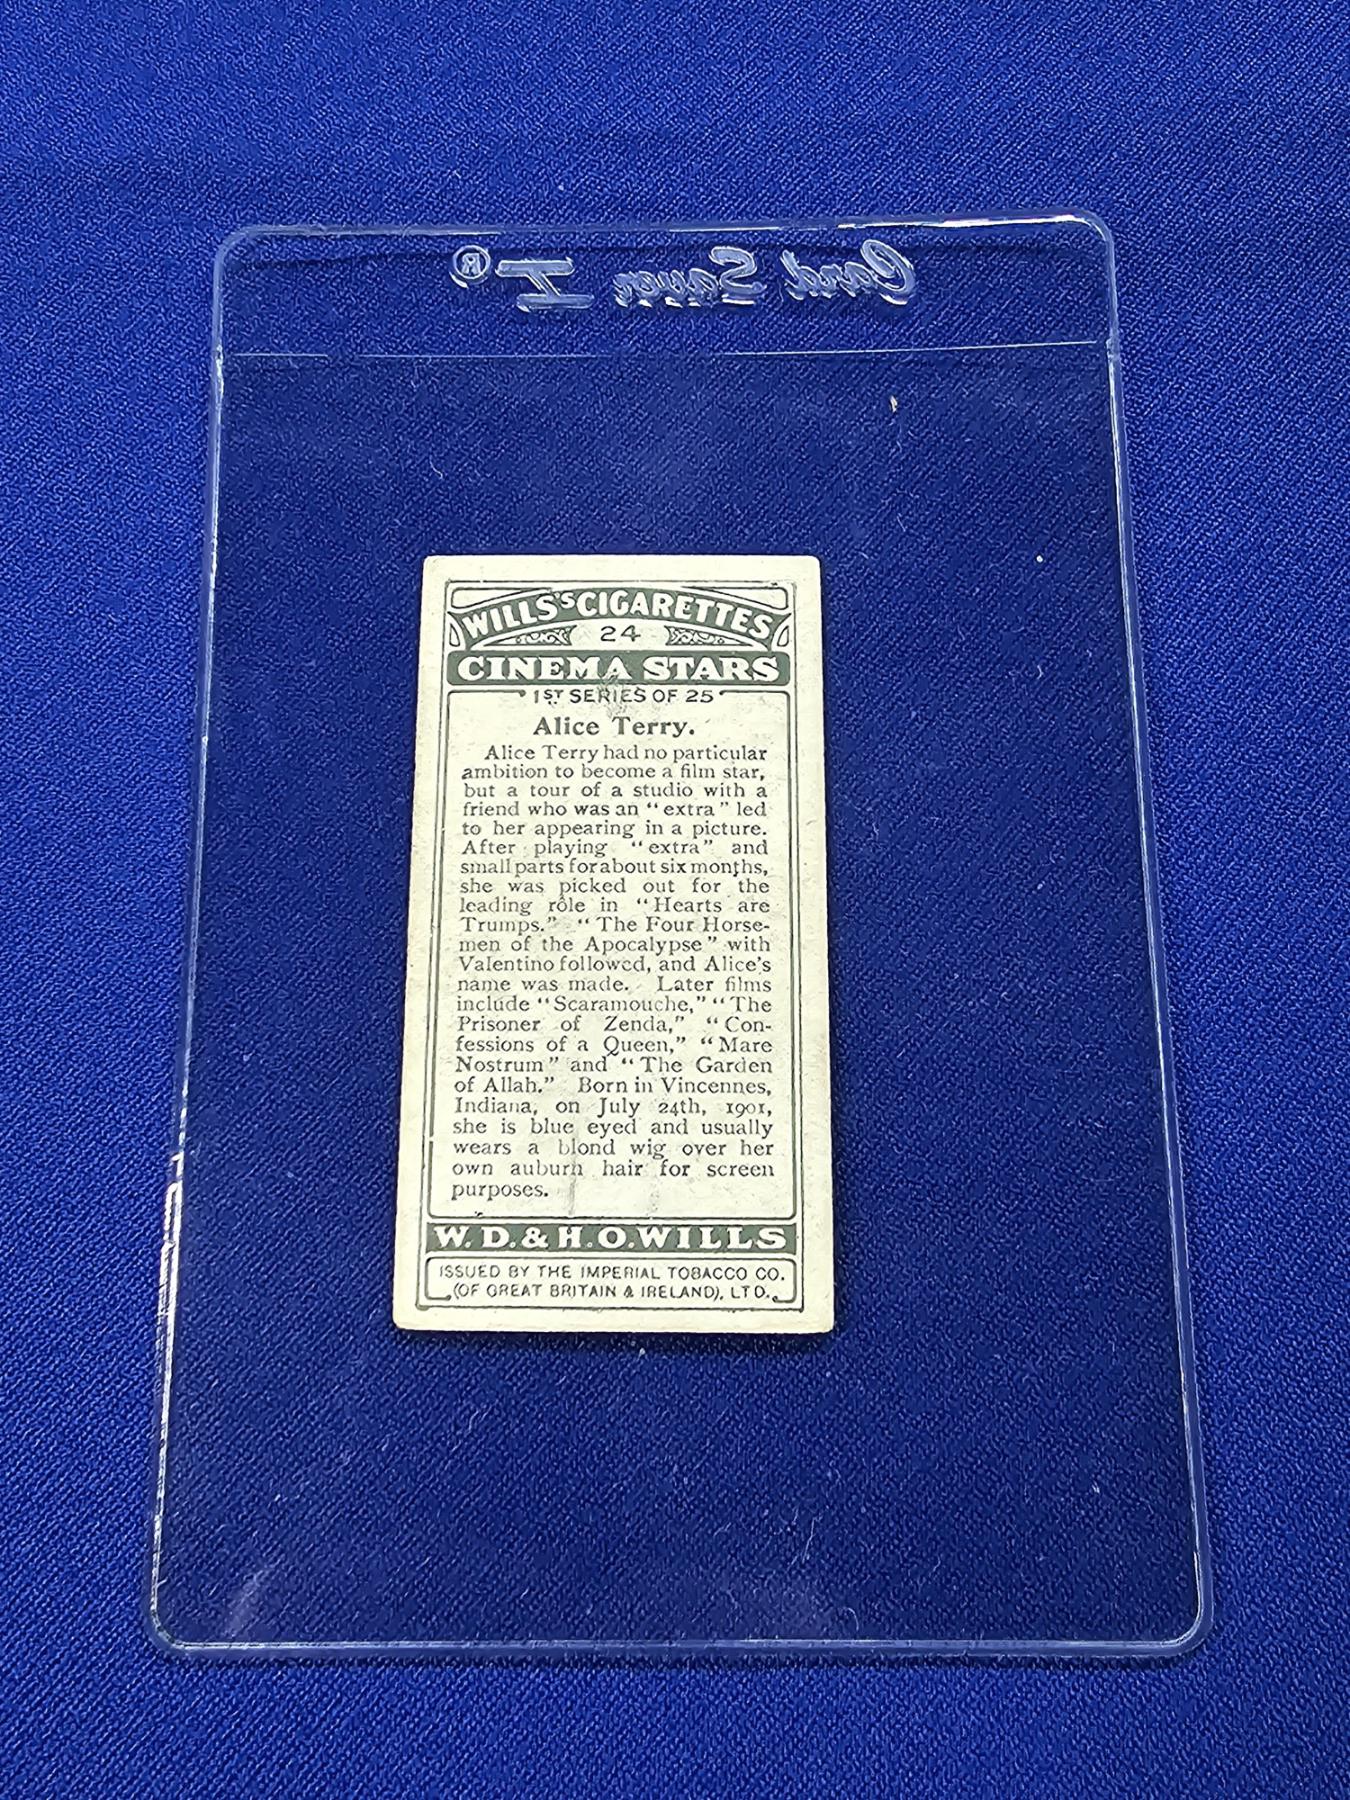 Card Saver I®
WILLS'S CIGARETTES
24
CINEMA STARS
1ST SERIES OF 25
Alice Terry.
Alice Terry had no particular
ambition to become a film star,
but a tour of a studio with a
friend who was an "extra" led
to her appearing in a picture.
After playing "extra" and
small parts for about six months,
she was picked out for the
leading rôle in "Hearts are
Trumps." "The Four Horse-
men of the Apocalypse" with
Valentino followed, and Alice's
name was made. Later films
include "Scaramouche," "The
Prisoner of Zenda," "Con-
fessions of a Queen," "Mare
Nostrum" and "The Garden
of Allah." Born in Vincennes,
Indiana, on July 24th, 1901,
she is blue eyed and usually
wears a blond wig over her
own auburn hair for screen
purposes.
W. D. & H. O. WILLS
ISSUED BY THE IMPERIAL TOBACCO CO.
(OF GREAT BRITAIN & IRELAND), LTD.